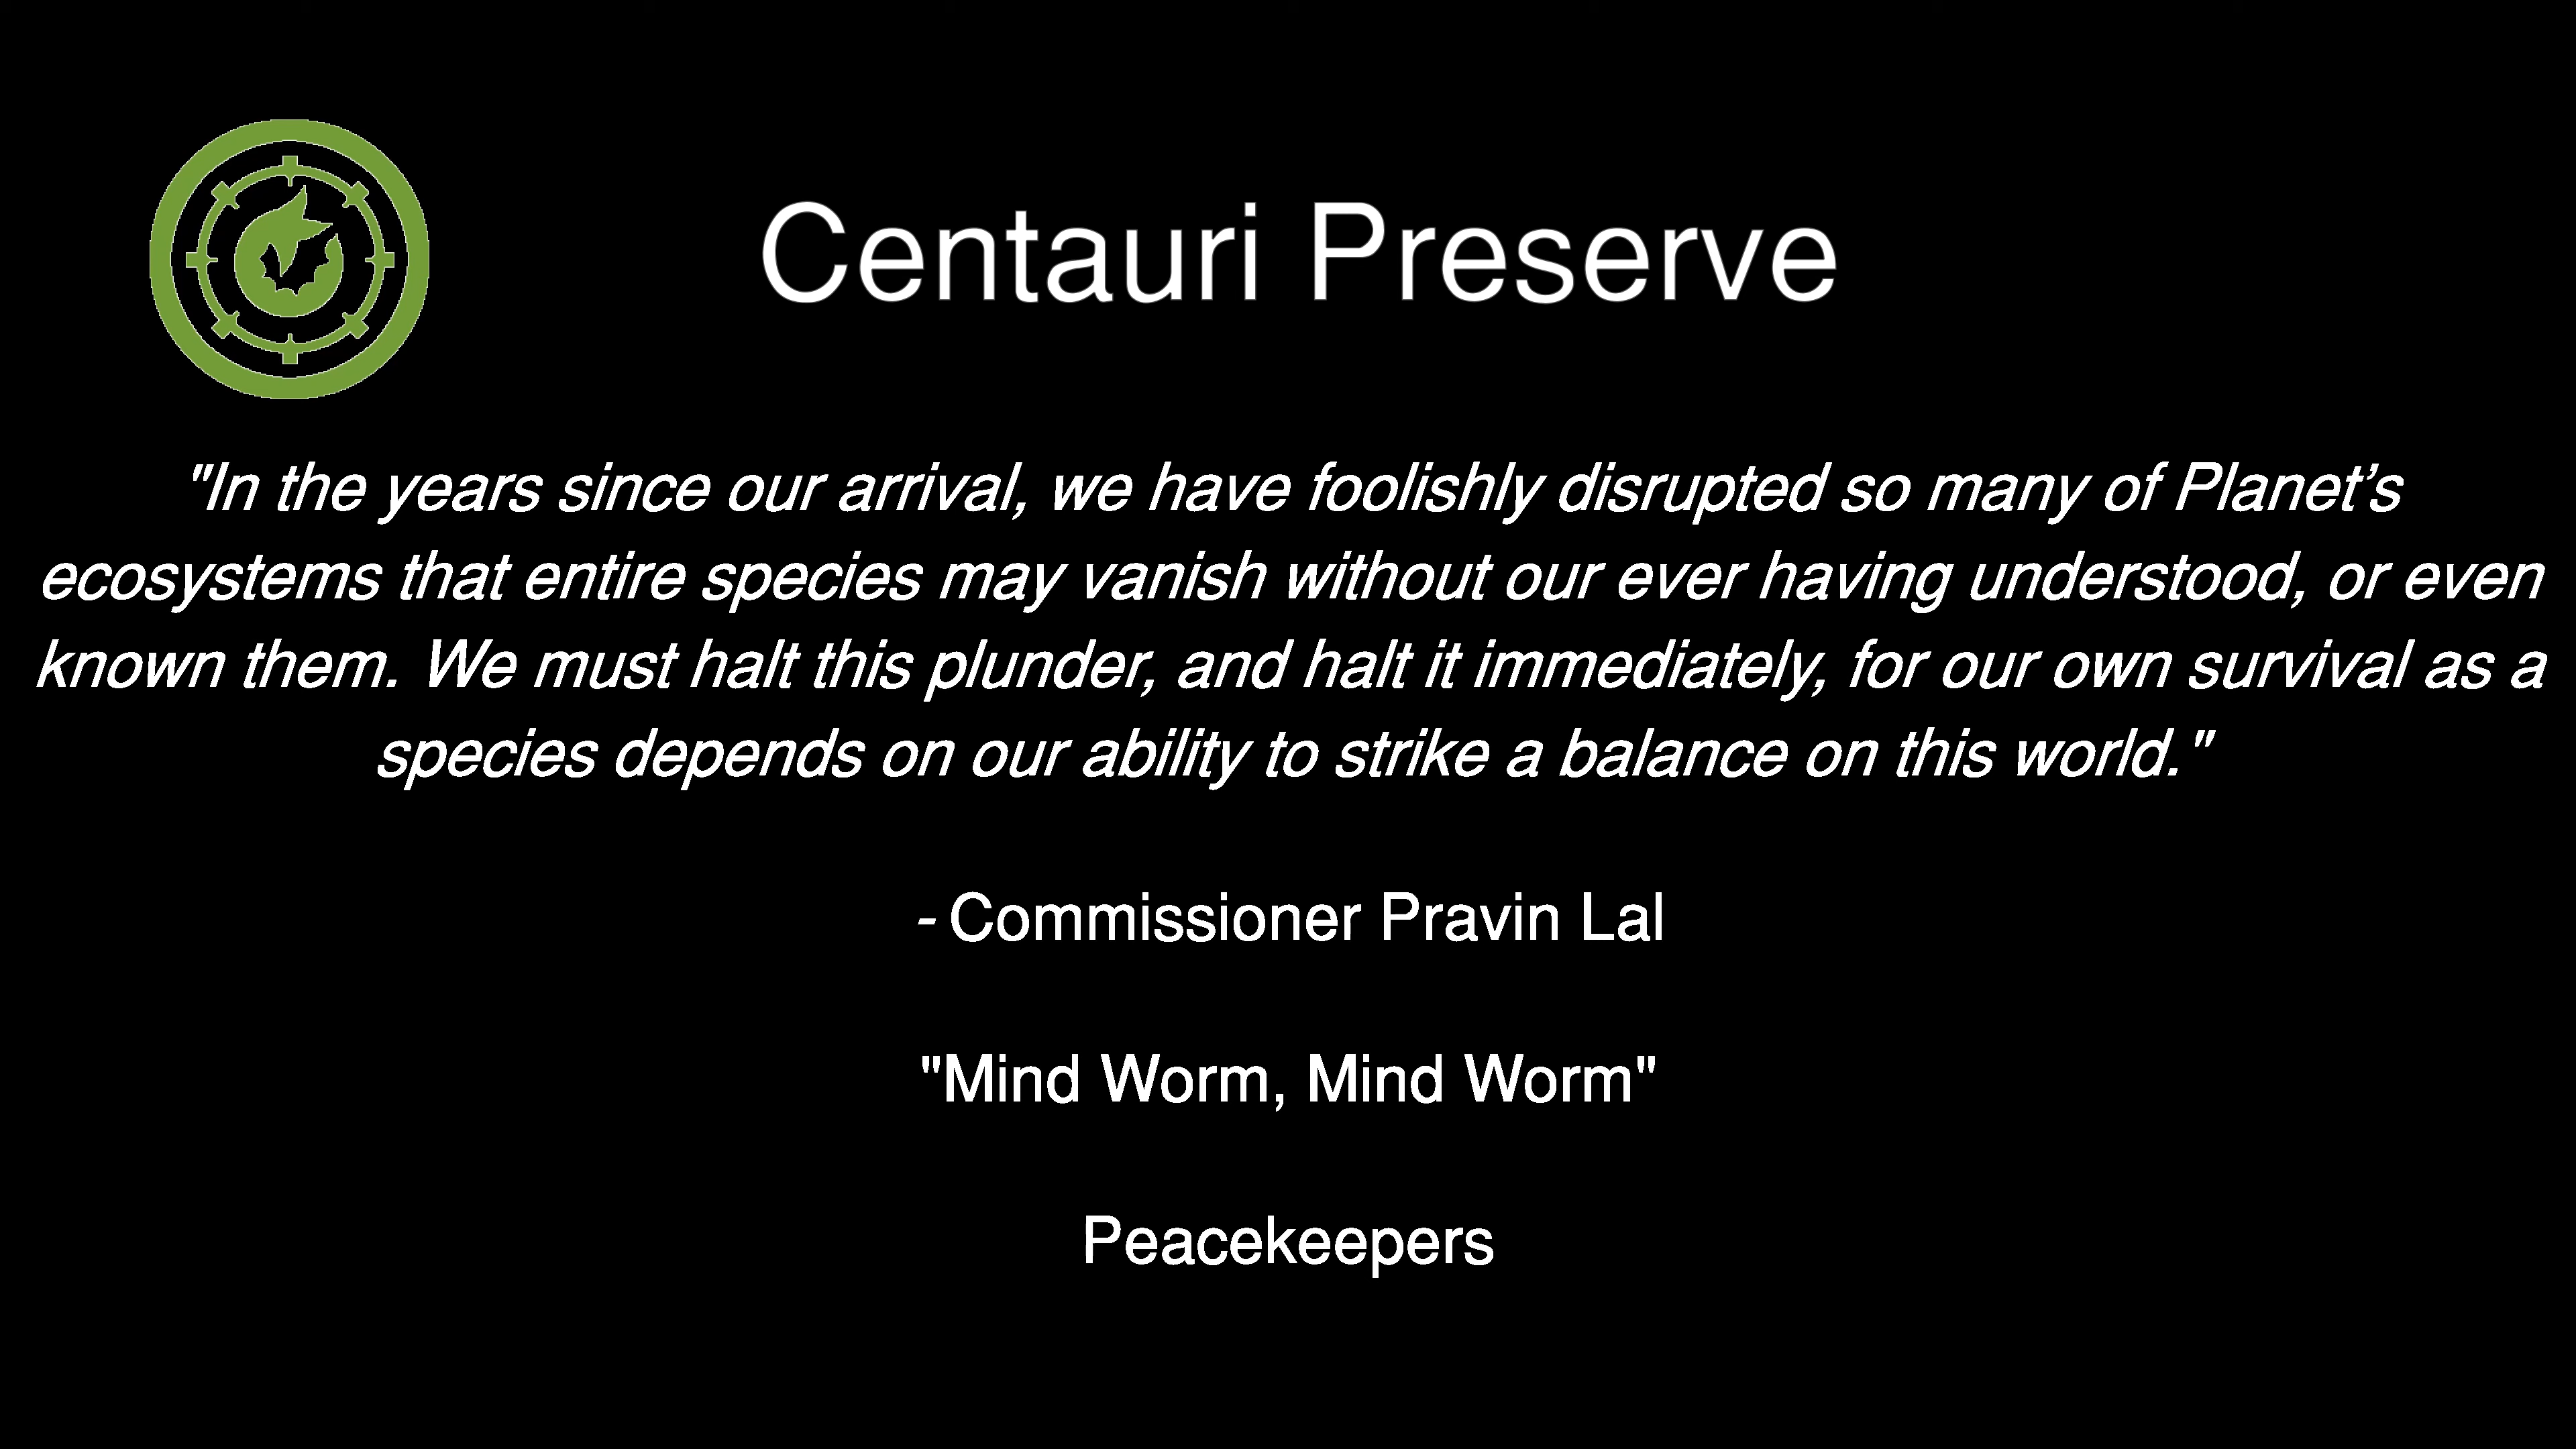 Centauri Preserve
"In the years since our arrival, we have foolishly disrupted so many of Planet’s
ecosystems that entire species may vanish without our ever having understood, or even
known them. We must halt this plunder, and halt it immediately, for our own survival as a
species depends on our ability to strike a balance on this world."
- Commissioner Pravin Lal
"Mind Worm, Mind Worm"
Peacekeepers